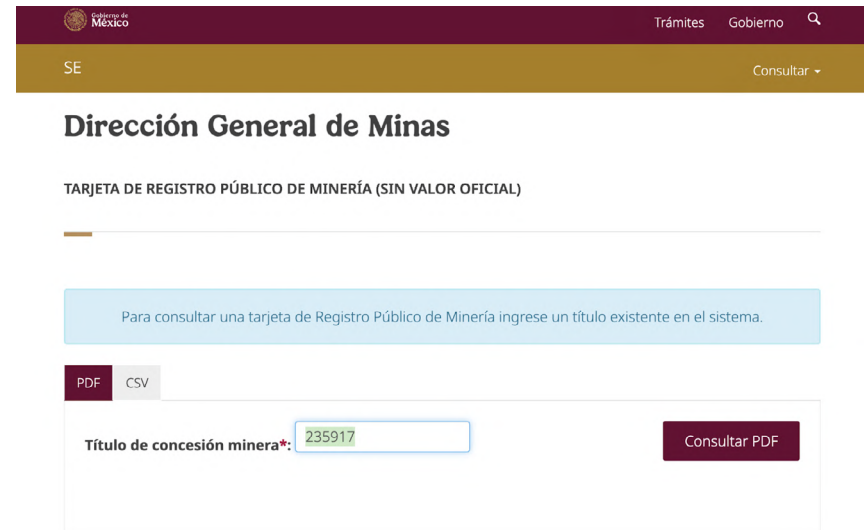 Gobierno de
México
Trámites Gobierno
SE
Consultar
Dirección General de Minas
TARJETA DE REGISTRO PÚBLICO DE MINERÍA (SIN VALOR OFICIAL)
Para consultar una tarjeta de Registro Público de Minería ingrese un título existente en el sistema.
PDF CSV
Título de concesión minera*: 235917 Consultar PDF